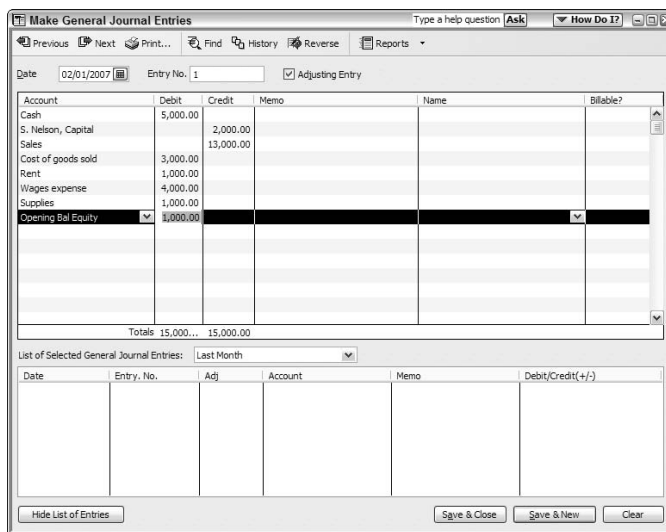 Make General Journal Entries Type a help question Ask How Do I?
Previous Next Print... Find History Reverse Reports
Date 02/01/2007 Entry No. 1 Adjusting Entry
Account Debit Credit Memo Name Billable?
Cash 5,000.00
S. Nelson, Capital 2,000.00
Sales 13,000.00
Cost of goods sold 3,000.00
Rent 1,000.00
Wages expense 4,000.00
Supplies 1,000.00
Opening Bal Equity 1,000.00
Totals 15,000... 15,000.00
List of Selected General Journal Entries: Last Month
Date Entry. No. Adj Account Memo Debit/Credit(+/-)
Hide List of Entries Save & Close Save & New Clear